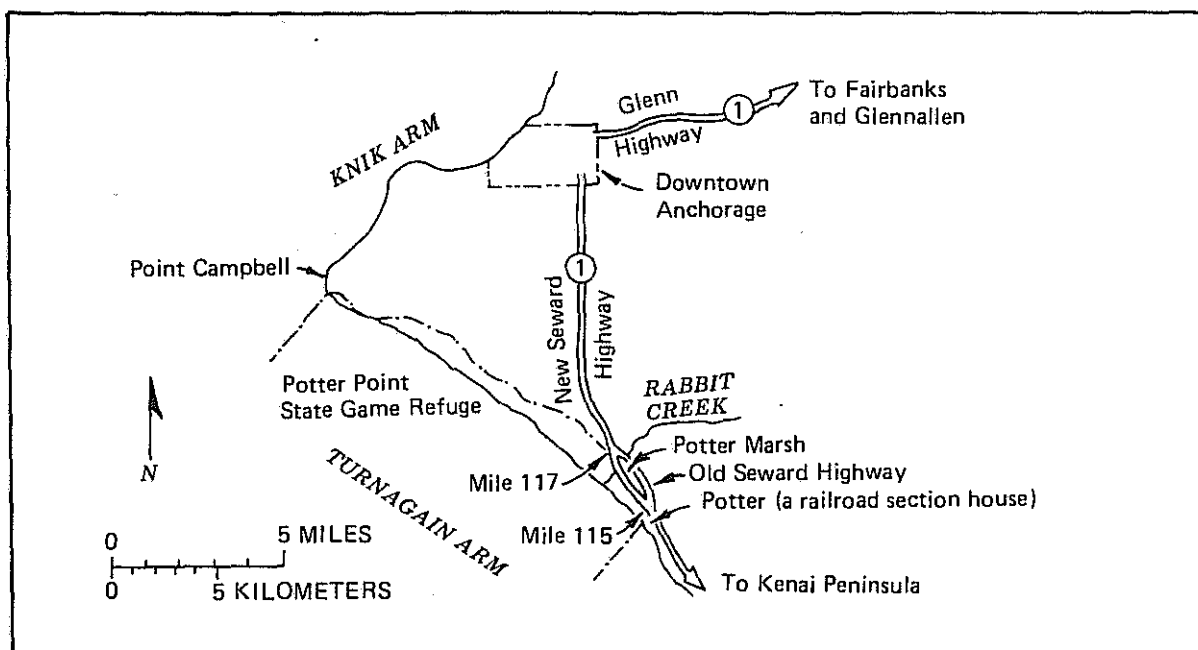 To Fairbanks
and Glennallen
Glenn
Highway
1
KNIK ARM
Downtown
Anchorage
Point Campbell
1
New Seward
Highway
Potter Point
State Game Refuge
RABBIT
CREEK
Potter Marsh
Old Seward Highway
Mile 117
Potter (a railroad section house)
TURNAGAIN ARM
Mile 115
N
0 5 MILES
0 5 KILOMETERS
To Kenai Peninsula